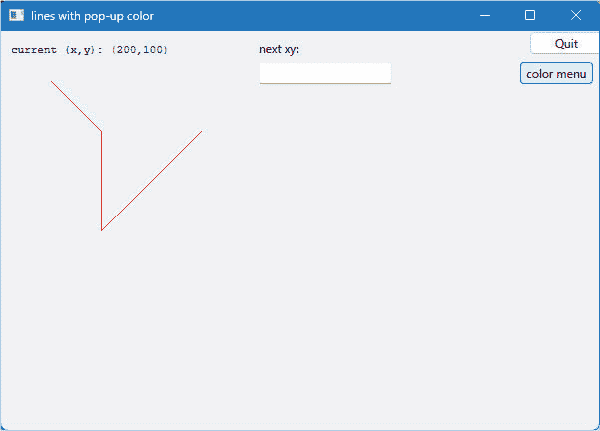 lines with pop-up color
current (x,y): (200,100)
next xy:
Quit
color menu